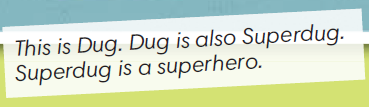 This is Dug. Dug is also Superdug.
Superdug is a superhero.